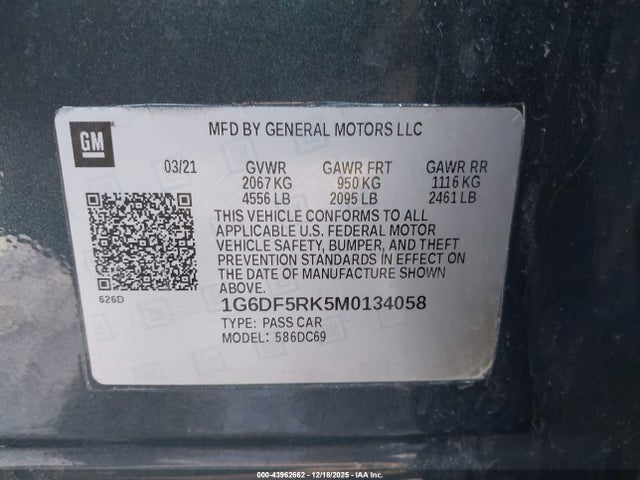 GM
MFD BY GENERAL MOTORS LLC
03/21 GVWR GAWR FRT GAWR RR
2067 KG 950 KG 1116 KG
4556 LB 2095 LB 2461 LB
THIS VEHICLE CONFORMS TO ALL
APPLICABLE U.S. FEDERAL MOTOR
VEHICLE SAFETY, BUMPER, AND THEFT
PREVENTION STANDARDS IN EFFECT ON
THE DATE OF MANUFACTURE SHOWN
ABOVE.
626D
1G6DF5RK5M0134058
TYPE: PASS CAR
MODEL: 586DC69
000-43962662 - 12/18/2025 - IAA Inc.